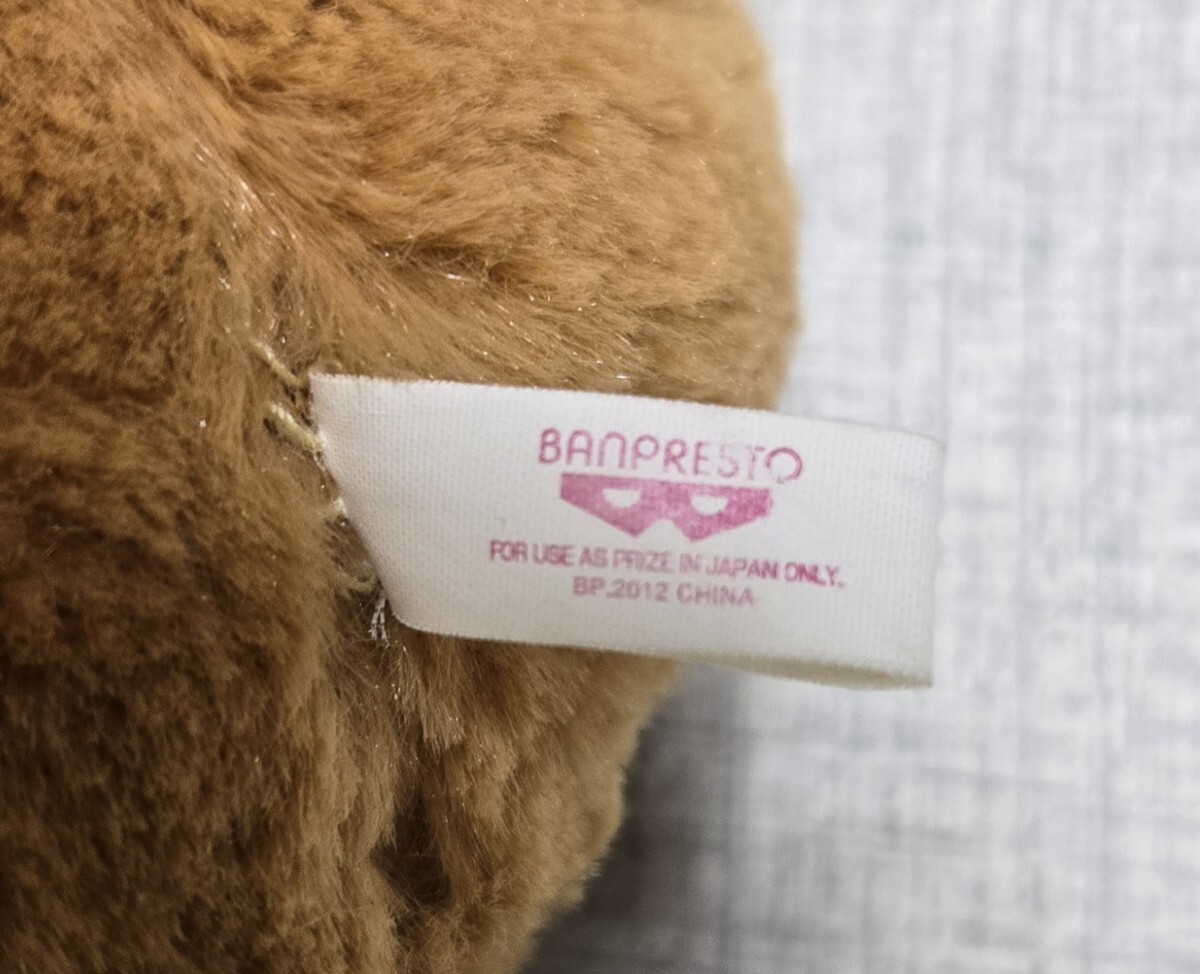 BANPRESTO
FOR USE AS PRIZE IN JAPAN ONLY.
BP.2012 CHINA